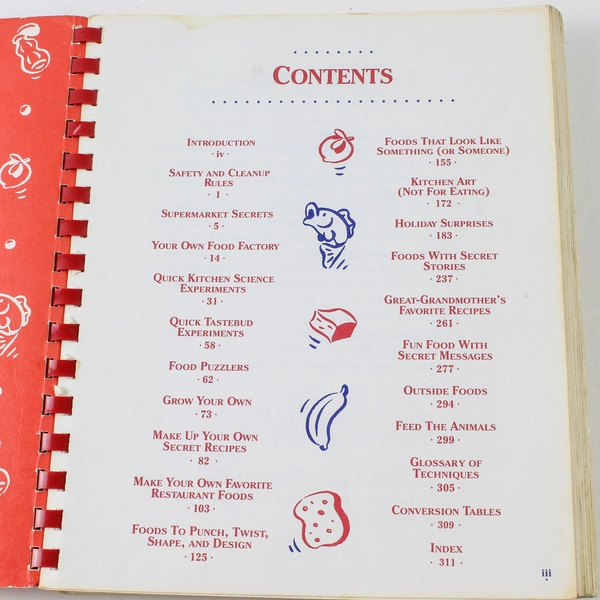 CONTENTS
INTRODUCTION
· iv ·
SAFETY AND CLEANUP
RULES
· 1 ·
SUPERMARKET SECRETS
· 5 ·
YOUR OWN FOOD FACTORY
· 14 ·
QUICK KITCHEN SCIENCE
EXPERIMENTS
· 31 ·
QUICK TASTEBUD
EXPERIMENTS
· 58 ·
FOOD PUZZLERS
· 62 ·
GROW YOUR OWN
· 73 ·
MAKE UP YOUR OWN
SECRET RECIPES
· 82 ·
MAKE YOUR OWN FAVORITE
RESTAURANT FOODS
· 103 ·
FOODS TO PUNCH, TWIST,
SHAPE, AND DESIGN
· 125 ·
FOODS THAT LOOK LIKE
SOMETHING (OR SOMEONE)
· 155 ·
KITCHEN ART
(NOT FOR EATING)
· 172 ·
HOLIDAY SURPRISES
· 183 ·
FOODS WITH SECRET
STORIES
· 237 ·
GREAT-GRANDMOTHER'S
FAVORITE RECIPES
· 261 ·
FUN FOOD WITH
SECRET MESSAGES
· 277 ·
OUTSIDE FOODS
· 294 ·
FEED THE ANIMALS
· 299 ·
GLOSSARY OF
TECHNIQUES
· 305 ·
CONVERSION TABLES
· 309 ·
INDEX
· 311 ·
iii